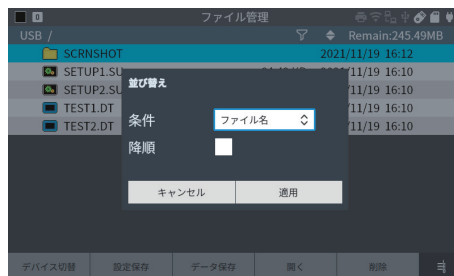 ファイル管理
USB /
Remain:245.49MB
SCRNSHOT 2021/11/19 16:12
SETUP1.SU /11/19 16:10
SETUP2.SU /11/19 16:10
TEST1.DT /11/19 16:10
TEST2.DT /11/19 16:10
並び替え
条件 ファイル名
降順
キャンセル 適用
デバイス切替 設定保存 データ保存 開く 削除